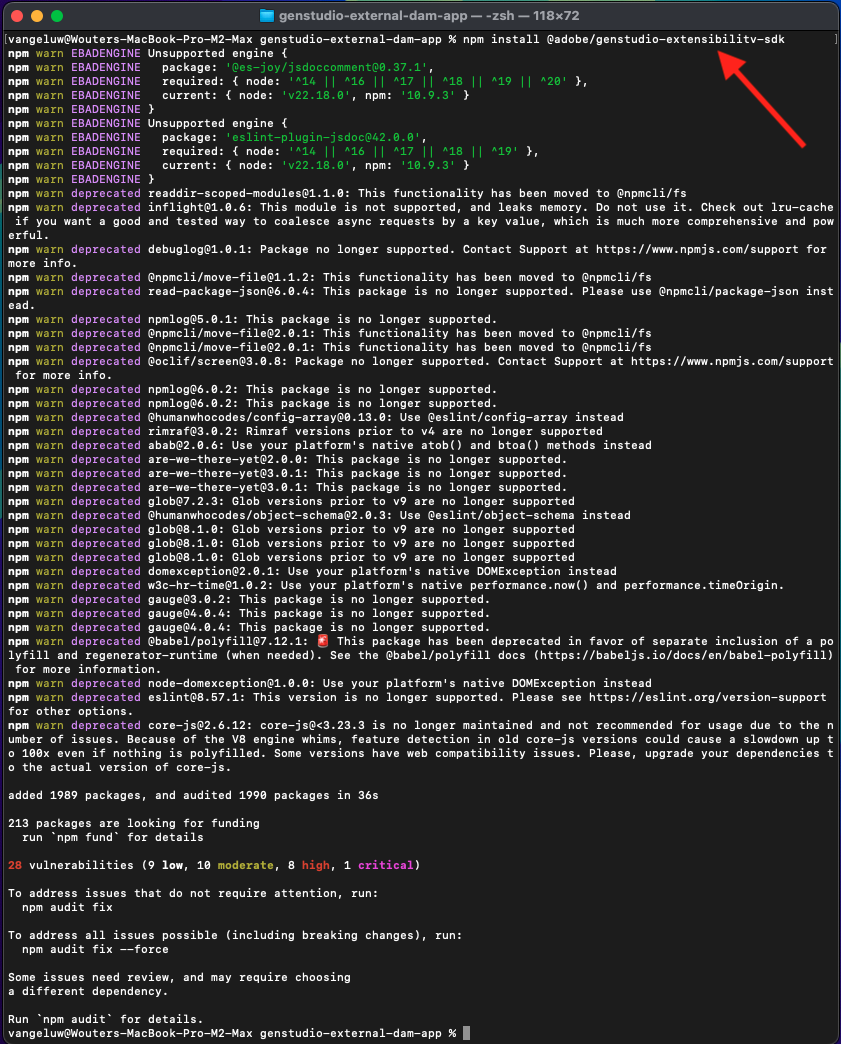 genstudio-external-dam-app — -zsh — 118×72
[vangeluw@Wouters-MacBook-Pro-M2-Max genstudio-external-dam-app % npm install @adobe/genstudio-extensibility-sdk ]
npm warn EBADENGINE Unsupported engine {
npm warn EBADENGINE   package: '@es-joy/jsdoccomment@0.37.1',
npm warn EBADENGINE   required: { node: '^14 || ^16 || ^17 || ^18 || ^19 || ^20' },
npm warn EBADENGINE   current: { node: 'v22.18.0', npm: '10.9.3' }
npm warn EBADENGINE }
npm warn EBADENGINE Unsupported engine {
npm warn EBADENGINE   package: 'eslint-plugin-jsdoc@42.0.0',
npm warn EBADENGINE   required: { node: '^14 || ^16 || ^17 || ^18 || ^19' },
npm warn EBADENGINE   current: { node: 'v22.18.0', npm: '10.9.3' }
npm warn EBADENGINE }
npm warn deprecated readdir-scoped-modules@1.1.0: This functionality has been moved to @npmcli/fs
npm warn deprecated inflight@1.0.6: This module is not supported, and leaks memory. Do not use it. Check out lru-cache
 if you want a good and tested way to coalesce async requests by a key value, which is much more comprehensive and pow
erful.
npm warn deprecated debuglog@1.0.1: Package no longer supported. Contact Support at https://www.npmjs.com/support for
more info.
npm warn deprecated @npmcli/move-file@1.1.2: This functionality has been moved to @npmcli/fs
npm warn deprecated read-package-json@6.0.4: This package is no longer supported. Please use @npmcli/package-json inst
ead.
npm warn deprecated npmlog@5.0.1: This package is no longer supported.
npm warn deprecated @npmcli/move-file@2.0.1: This functionality has been moved to @npmcli/fs
npm warn deprecated @npmcli/move-file@2.0.1: This functionality has been moved to @npmcli/fs
npm warn deprecated @oclif/screen@3.0.8: Package no longer supported. Contact Support at https://www.npmjs.com/support
 for more info.
npm warn deprecated npmlog@6.0.2: This package is no longer supported.
npm warn deprecated npmlog@6.0.2: This package is no longer supported.
npm warn deprecated @humanwhocodes/config-array@0.13.0: Use @eslint/config-array instead
npm warn deprecated rimraf@3.0.2: Rimraf versions prior to v4 are no longer supported
npm warn deprecated abab@2.0.6: Use your platform's native atob() and btoa() methods instead
npm warn deprecated are-we-there-yet@2.0.0: This package is no longer supported.
npm warn deprecated are-we-there-yet@3.0.1: This package is no longer supported.
npm warn deprecated are-we-there-yet@3.0.1: This package is no longer supported.
npm warn deprecated glob@7.2.3: Glob versions prior to v9 are no longer supported
npm warn deprecated @humanwhocodes/object-schema@2.0.3: Use @eslint/object-schema instead
npm warn deprecated glob@8.1.0: Glob versions prior to v9 are no longer supported
npm warn deprecated glob@8.1.0: Glob versions prior to v9 are no longer supported
npm warn deprecated glob@8.1.0: Glob versions prior to v9 are no longer supported
npm warn deprecated domexception@2.0.1: Use your platform's native DOMException instead
npm warn deprecated w3c-hr-time@1.0.2: Use your platform's native performance.now() and performance.timeOrigin.
npm warn deprecated gauge@3.0.2: This package is no longer supported.
npm warn deprecated gauge@4.0.4: This package is no longer supported.
npm warn deprecated gauge@4.0.4: This package is no longer supported.
npm warn deprecated @babel/polyfill@7.12.1: 🚨 This package has been deprecated in favor of separate inclusion of a po
lyfill and regenerator-runtime (when needed). See the @babel/polyfill docs (https://babeljs.io/docs/en/babel-polyfill)
 for more information.
npm warn deprecated node-domexception@1.0.0: Use your platform's native DOMException instead
npm warn deprecated eslint@8.57.1: This version is no longer supported. Please see https://eslint.org/version-support
for other options.
npm warn deprecated core-js@2.6.12: core-js@<3.23.3 is no longer maintained and not recommended for usage due to the n
umber of issues. Because of the V8 engine whims, feature detection in old core-js versions could cause a slowdown up t
o 100x even if nothing is polyfilled. Some versions have web compatibility issues. Please, upgrade your dependencies t
o the actual version of core-js.
added 1989 packages, and audited 1990 packages in 36s
213 packages are looking for funding
  run `npm fund` for details
28 vulnerabilities (9 low, 10 moderate, 8 high, 1 critical)
To address issues that do not require attention, run:
  npm audit fix
To address all issues possible (including breaking changes), run:
  npm audit fix --force
Some issues need review, and may require choosing
a different dependency.
Run `npm audit` for details.
vangeluw@Wouters-MacBook-Pro-M2-Max genstudio-external-dam-app %